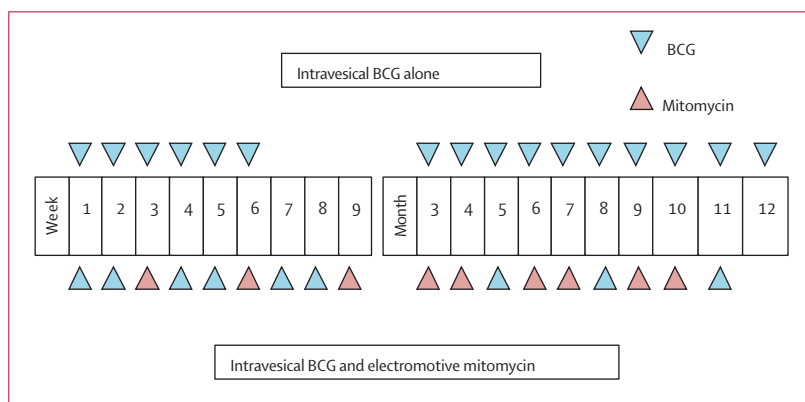 Intravesical BCG alone
BCG
Mitomycin
Week 1 2 3 4 5 6 7 8 9
Month 3 4 5 6 7 8 9 10 11 12
Intravesical BCG and electromotive mitomycin